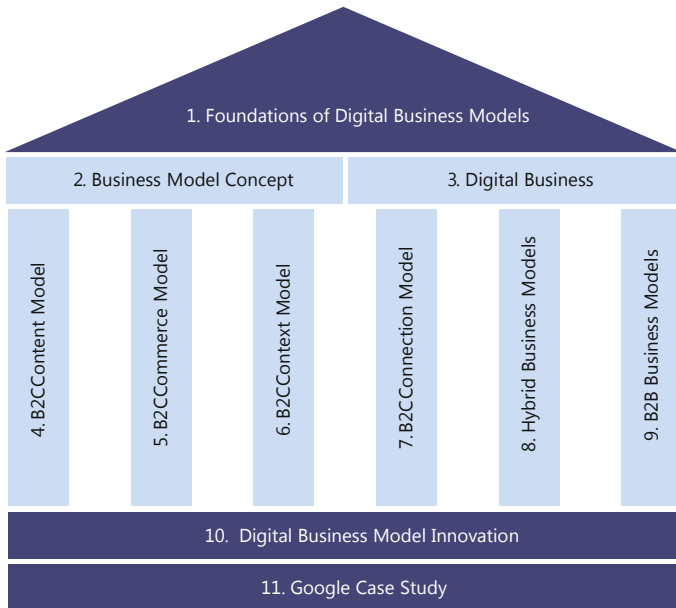 1. Foundations of Digital Business Models
2. Business Model Concept
3. Digital Business
4. B2CContent Model
5. B2CCommerce Model
6. B2CContext Model
7. B2CConnection Model
8. Hybrid Business Models
9. B2B Business Models
10. Digital Business Model Innovation
11. Google Case Study